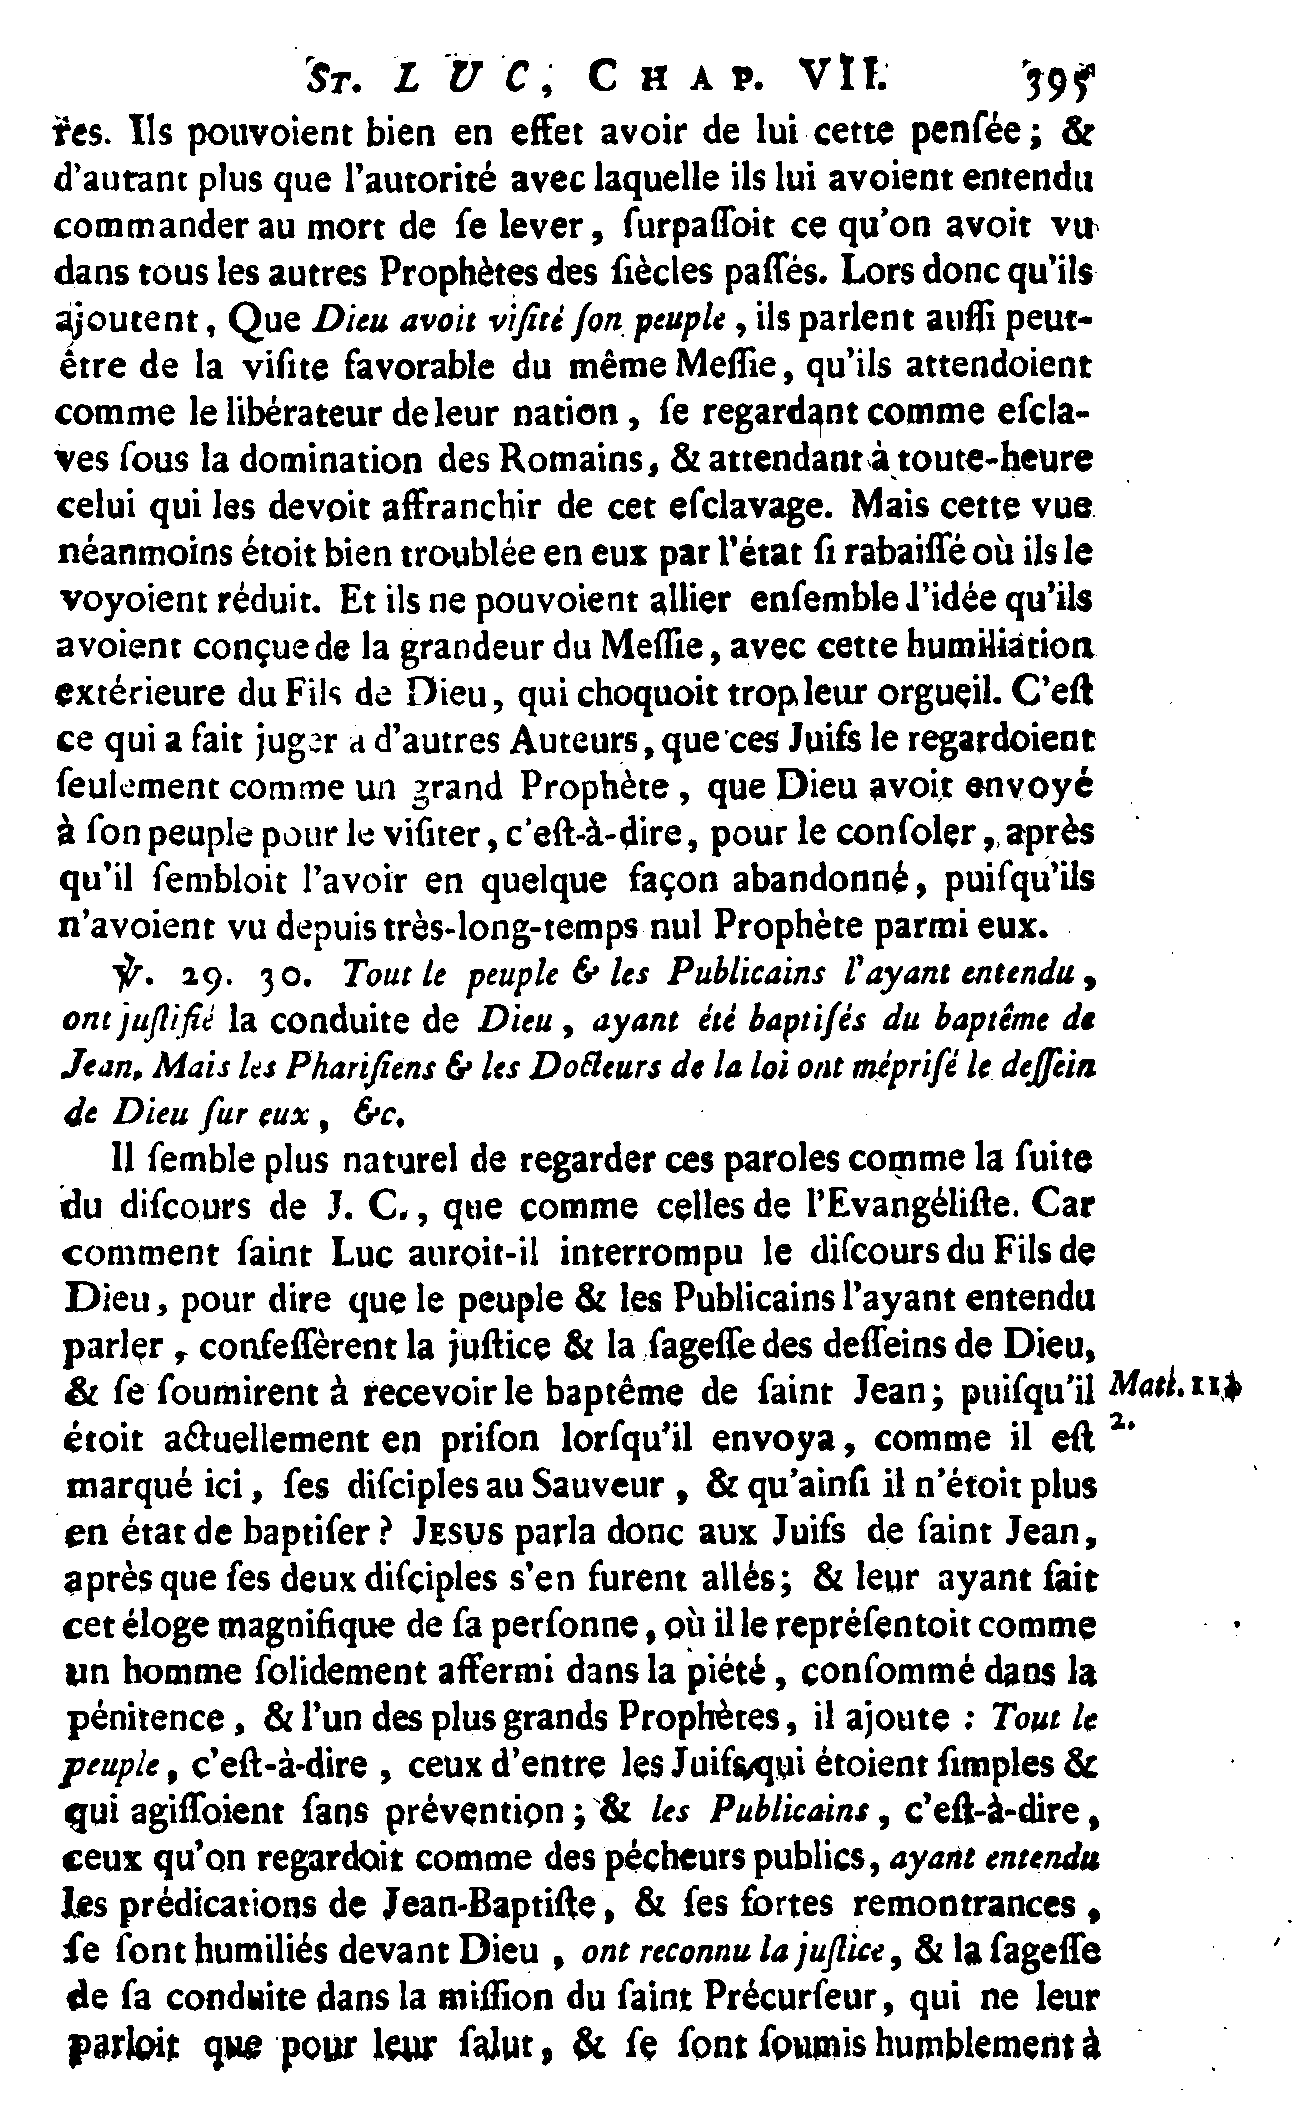 ST. LUC, CHAP. VII. 395
res. Ils pouvoient bien en effet avoir de lui cette penſée; &
d'autant plus que l'autorité avec laquelle ils lui avoient entendu
commander au mort de ſe lever, ſurpaſſoit ce qu'on avoit vu
dans tous les autres Prophètes des ſiècles paſſés. Lors donc qu'ils
ajoutent, Que Dieu avoit viſité ſon peuple, ils parlent auſſi peut-
être de la viſite favorable du même Meſſie, qu'ils attendoient
comme le libérateur de leur nation, ſe regardant comme eſcla-
ves ſous la domination des Romains, & attendant à toute-heure
celui qui les devoit affranchir de cet eſclavage. Mais cette vue
néanmoins étoit bien troublée en eux par l'état ſi rabaiſſé où ils le
voyoient réduit. Et ils ne pouvoient allier enſemble l'idée qu'ils
avoient conçue de la grandeur du Meſſie, avec cette humiliation
extérieure du Fils de Dieu, qui choquoit trop leur orgueil. C'eſt
ce qui a fait juger a d'autres Auteurs, que ces Juifs le regardoient
ſeulement comme un grand Prophète, que Dieu avoit envoyé
à ſon peuple pour le viſiter, c'eſt-à-dire, pour le conſoler, après
qu'il ſembloit l'avoir en quelque façon abandonné, puiſqu'ils
n'avoient vu depuis très-long-temps nul Prophète parmi eux.
℣. 29. 30. Tout le peuple & les Publicains l'ayant entendu,
ont juſtifié la conduite de Dieu, ayant été baptiſés du baptême de
Jean. Mais les Phariſiens & les Docteurs de la loi ont mépriſé le deſſein
de Dieu ſur eux, &c.
Il ſemble plus naturel de regarder ces paroles comme la ſuite
du diſcours de J. C., que comme celles de l'Evangéliſte. Car
comment ſaint Luc auroit-il interrompu le diſcours du Fils de
Dieu, pour dire que le peuple & les Publicains l'ayant entendu
parler, confeſſèrent la juſtice & la ſageſſe des deſſeins de Dieu,
& ſe ſoumirent à recevoir le baptême de ſaint Jean; puiſqu'il Matt. 11.
étoit actuellement en priſon lorſqu'il envoya, comme il eſt 2.
marqué ici, ſes diſciples au Sauveur, & qu'ainſi il n'étoit plus
en état de baptiſer? JESUS parla donc aux Juifs de ſaint Jean,
après que ſes deux diſciples s'en furent allés; & leur ayant fait
cet éloge magnifique de ſa perſonne, où il le repréſentoit comme
un homme ſolidement affermi dans la piété, conſommé dans la
pénitence, & l'un des plus grands Prophètes, il ajoute : Tout le
peuple, c'eſt-à-dire, ceux d'entre les Juifs qui étoient ſimples &
qui agiſſoient ſans prévention; & les Publicains, c'eſt-à-dire,
ceux qu'on regardoit comme des pécheurs publics, ayant entendu
les prédications de Jean-Baptiſte, & ſes fortes remontrances,
ſe ſont humiliés devant Dieu, ont reconnu la juſtice, & la ſageſſe
de ſa conduite dans la miſſion du ſaint Précurſeur, qui ne leur
parloit que pour leur ſalut, & ſe ſont ſoumis humblement à